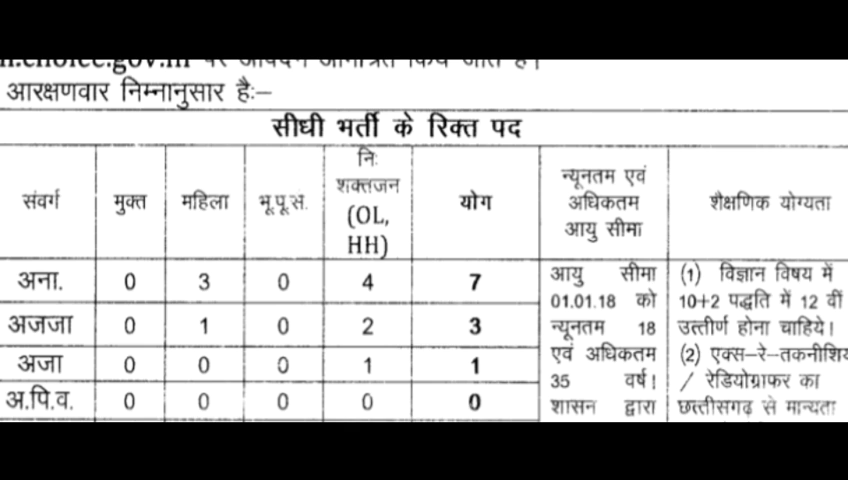 आरक्षणवार निम्नानुसार है:–
सीधी भर्ती के रिक्त पद
संवर्ग मुक्त महिला भू.पू.सं. निःशक्तजन (OL, HH) योग न्यूनतम एवं अधिकतम आयु सीमा शैक्षणिक योग्यता
अना. 0 3 0 4 7
अजजा 0 1 0 2 3
अजा 0 0 0 1 1
अ.पि.व. 0 0 0 0 0
आयु सीमा
01.01.18 को
न्यूनतम 18
एवं अधिकतम
35 वर्ष।
शासन द्वारा
(1) विज्ञान विषय में
10+2 पद्धति में 12 वीं
उत्तीर्ण होना चाहिये।
(2) एक्स–रे–तकनीशिय
/ रेडियोग्राफर का
छत्तीसगढ़ से मान्यता